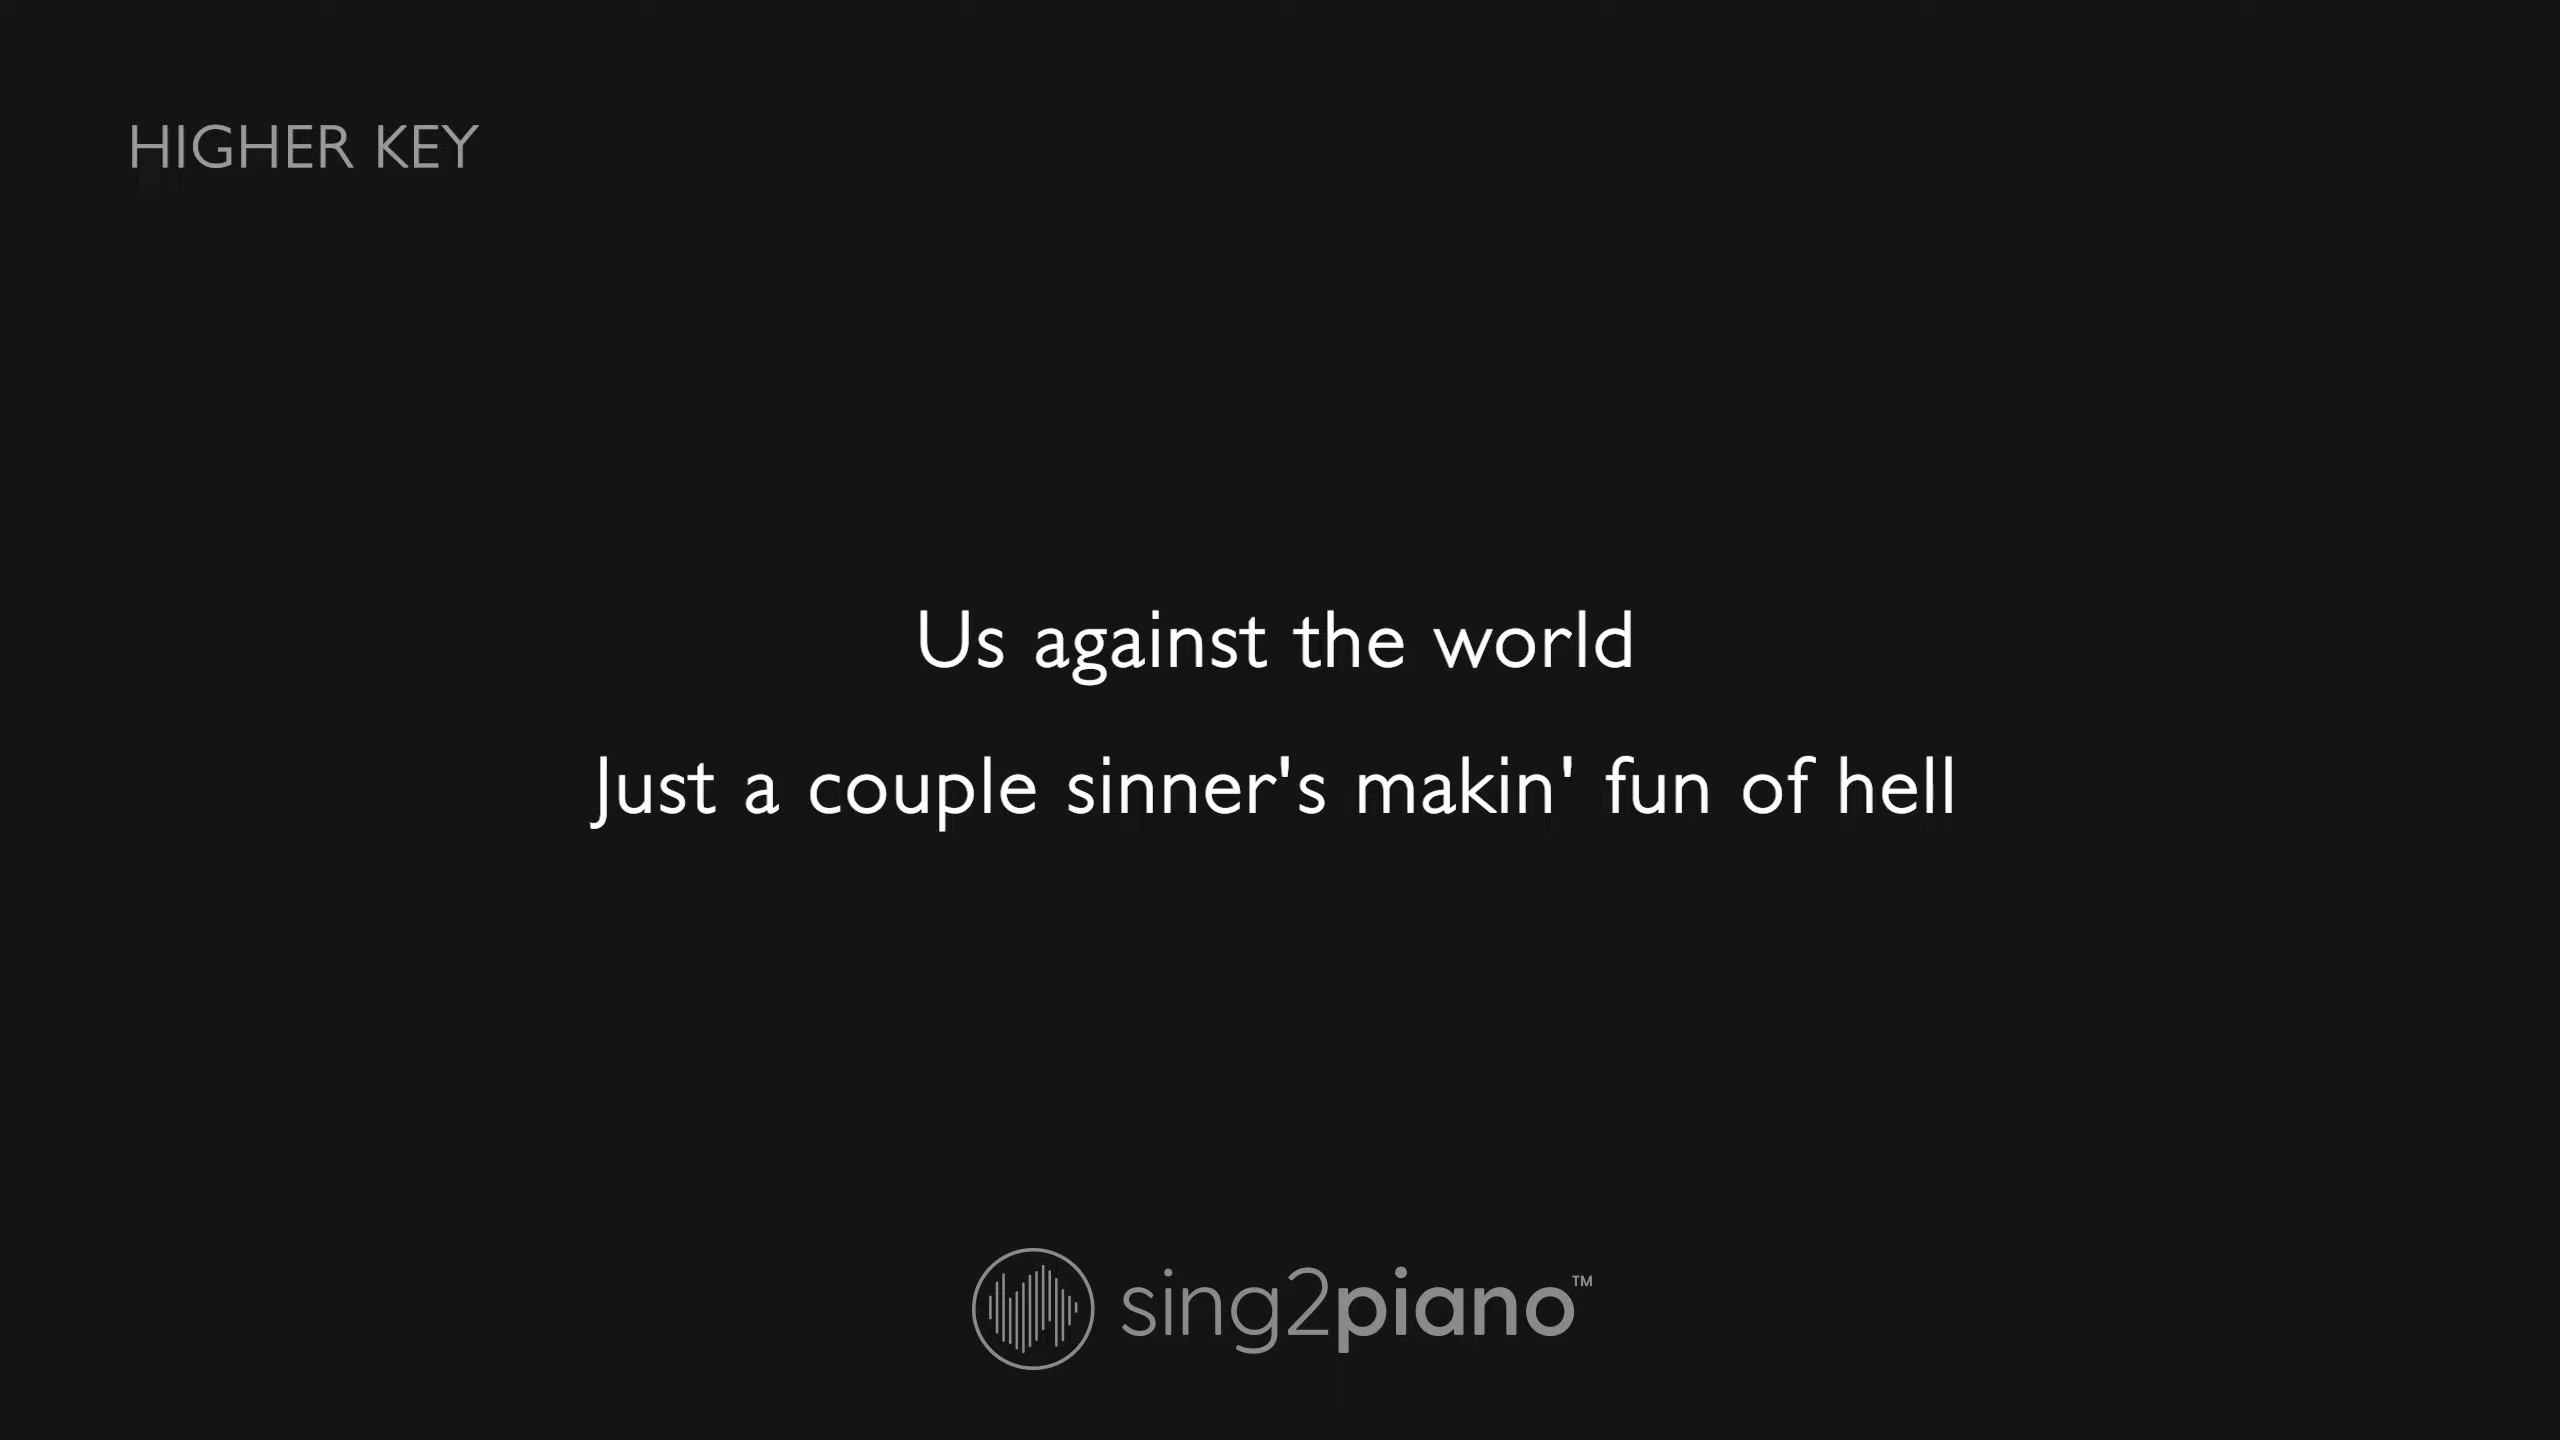 HIGHER KEY
Us against the world
Just a couple sinner's makin' fun of hell
sing2piano™